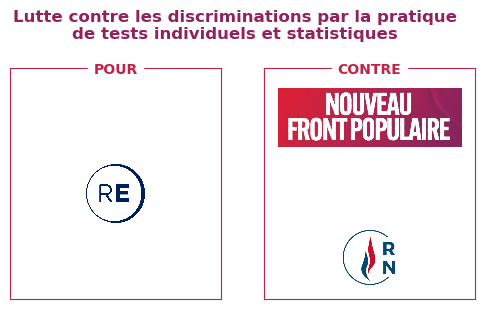 Lutte contre les discriminations par la pratique
de tests individuels et statistiques
POUR
CONTRE
RE
NOUVEAU
FRONT POPULAIRE
R
N